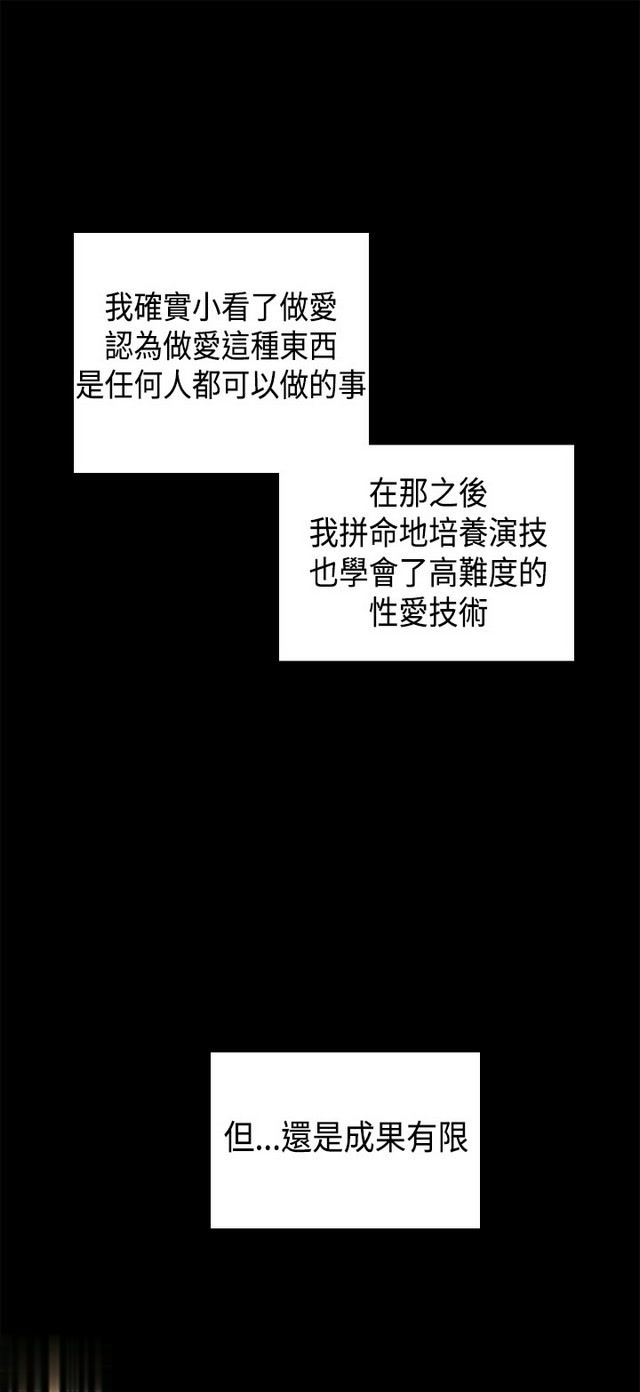 我確實小看了做愛
認為做愛這種東西
是任何人都可以做的事
在那之後
我拼命地培養演技
也學會了高難度的
性愛技術
但...還是成果有限